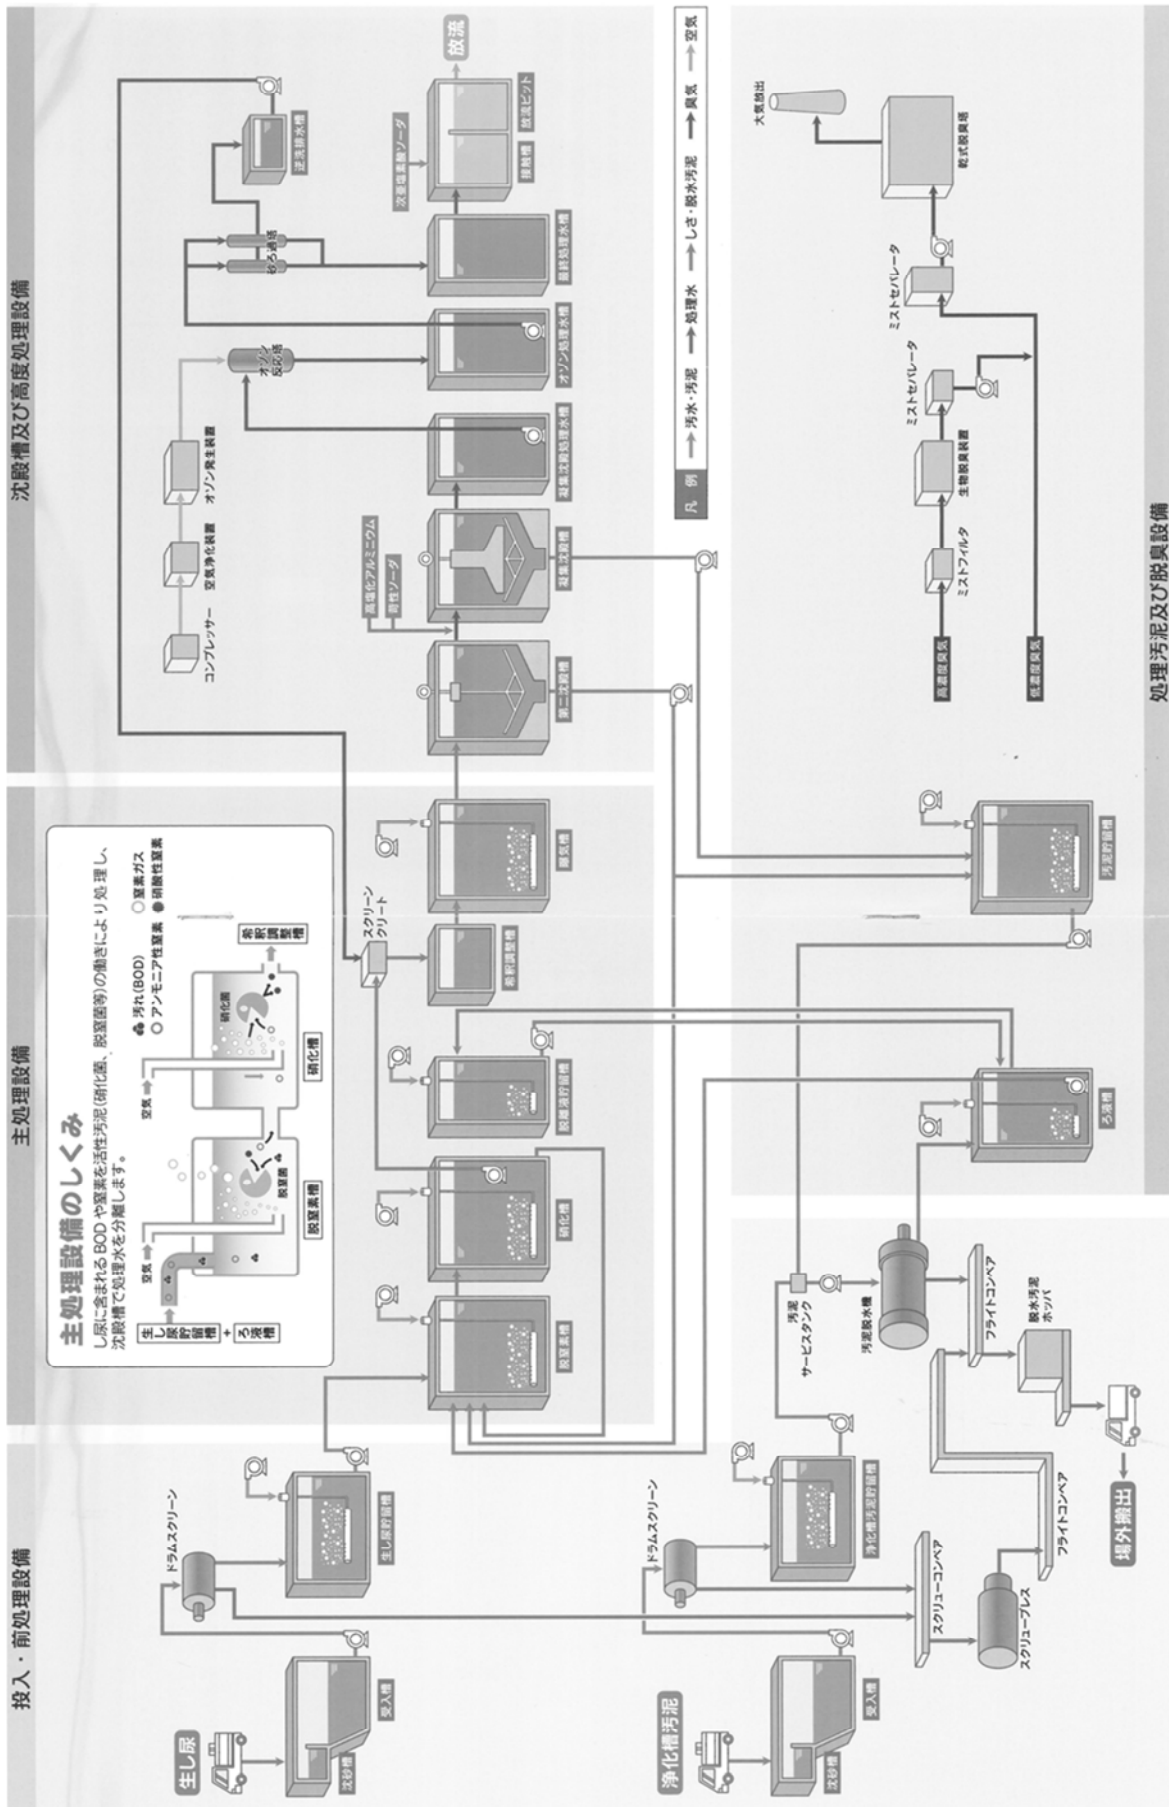 投入・前処理設備
主処理設備
沈殿槽及び高度処理設備
処理汚泥及び脱臭設備
生し尿
沈砂槽
受入槽
ドラムスクリーン
生し尿貯留槽
浄化槽汚泥
沈砂槽
受入槽
ドラムスクリーン
浄化槽汚泥貯留槽
スクリューコンベア
スクリュープレス
フライトコンベア
場外搬出
主処理設備のしくみ
し尿に含まれるBODや窒素を活性汚泥(硝化菌、脱窒菌等)の働きにより処理し、
沈殿槽で処理水を分離します。
生し尿貯留槽 + ろ液槽
空気
脱窒菌
脱窒素槽
空気
硝化菌
硝化槽
希釈調整槽
汚れ(BOD)
窒素ガス
アンモニア性窒素
硝酸性窒素
脱窒素槽
硝化槽
脱離液貯留槽
スクリーン
クリート
希釈調整槽
曝気槽
汚泥
サービスタンク
汚泥脱水機
フライトコンベア
脱水汚泥
ホッパ
ろ液槽
汚泥貯留槽
コンプレッサー
空気浄化装置
オゾン発生装置
オゾン
反応塔
砂ろ過塔
逆洗排水槽
高塩化アルミニウム
苛性ソーダ
第二沈殿槽
凝集沈殿槽
凝集沈殿処理水槽
オゾン処理水槽
最終処理水槽
次亜塩素酸ソーダ
接触槽
放流ピット
放流
凡例
汚水・汚泥
処理水
しさ・脱水汚泥
臭気
空気
高濃度臭気
低濃度臭気
ミストフィルタ
生物脱臭装置
ミストセパレータ
ミストセパレータ
乾式脱臭塔
大気放出